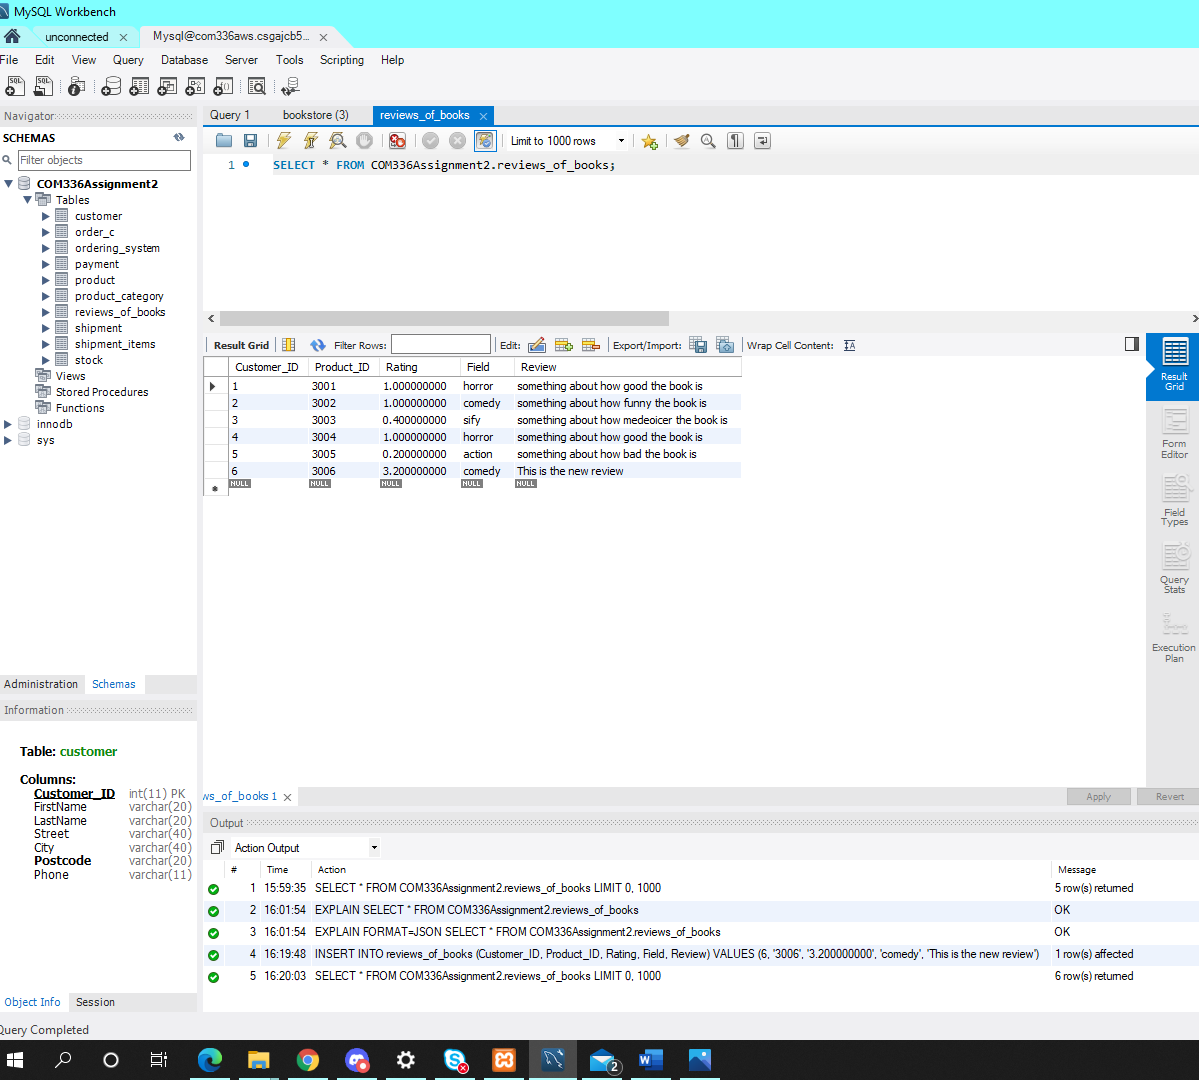 MySQL Workbench
unconnected
Mysql@com336aws.csgajcb5...
File Edit View Query Database Server Tools Scripting Help
Navigator
SCHEMAS
Filter objects
COM336Assignment2
Tables
customer
order_c
ordering_system
payment
product
product_category
reviews_of_books
shipment
shipment_items
stock
Views
Stored Procedures
Functions
innodb
sys
Administration Schemas
Information
Table: customer
Columns:
Customer_ID int(11) PK
FirstName varchar(20)
LastName varchar(20)
Street varchar(40)
City varchar(40)
Postcode varchar(20)
Phone varchar(11)
Object Info Session
Query 1 bookstore (3) reviews_of_books
Limit to 1000 rows
1 SELECT * FROM COM336Assignment2.reviews_of_books;
Result Grid Filter Rows: Edit: Export/Import: Wrap Cell Content: IA
Customer_ID Product_ID Rating Field Review
1 3001 1.000000000 horror something about how good the book is
2 3002 1.000000000 comedy something about how funny the book is
3 3003 0.400000000 sify something about how medeoicer the book is
4 3004 1.000000000 horror something about how good the book is
5 3005 0.200000000 action something about how bad the book is
6 3006 3.200000000 comedy This is the new review
NULL NULL NULL NULL NULL
Result
Grid
Form
Editor
Field
Types
Query
Stats
Execution
Plan
ws_of_books 1
Apply Revert
Output
Action Output
# Time Action Message
1 15:59:35 SELECT * FROM COM336Assignment2.reviews_of_books LIMIT 0, 1000 5 row(s) returned
2 16:01:54 EXPLAIN SELECT * FROM COM336Assignment2.reviews_of_books OK
3 16:01:54 EXPLAIN FORMAT=JSON SELECT * FROM COM336Assignment2.reviews_of_books OK
4 16:19:48 INSERT INTO reviews_of_books (Customer_ID, Product_ID, Rating, Field, Review) VALUES (6, '3006', '3.200000000', 'comedy', 'This is the new review') 1 row(s) affected
5 16:20:03 SELECT * FROM COM336Assignment2.reviews_of_books LIMIT 0, 1000 6 row(s) returned
Query Completed
2